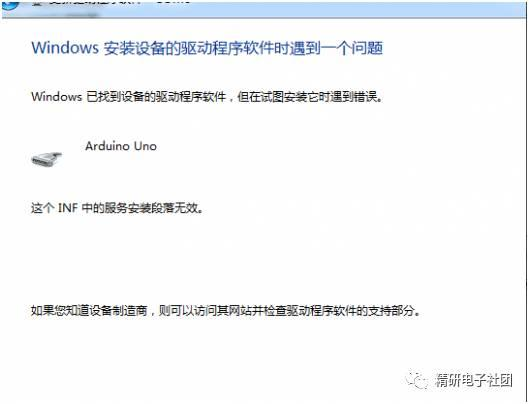 Windows 安装设备的驱动程序软件时遇到一个问题
Windows 已找到设备的驱动程序软件，但在试图安装它时遇到错误。
Arduino Uno
这个 INF 中的服务安装段落无效。
如果您知道设备制造商，则可以访问其网站并检查驱动程序软件的支持部分。
精研电子社团